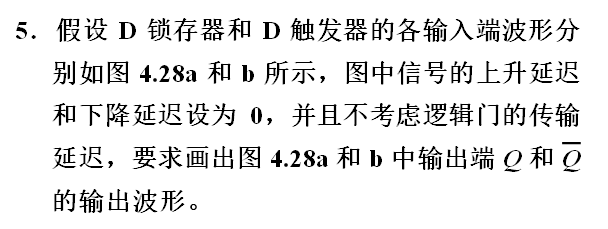 5. 假设 D 锁存器和 D 触发器的各输入端波形分
别如图 4.28a 和 b 所示，图中信号的上升延迟
和下降延迟设为 0，并且不考虑逻辑门的传输
延迟，要求画出图 4.28a 和 b 中输出端 Q 和 Q̅
的输出波形。